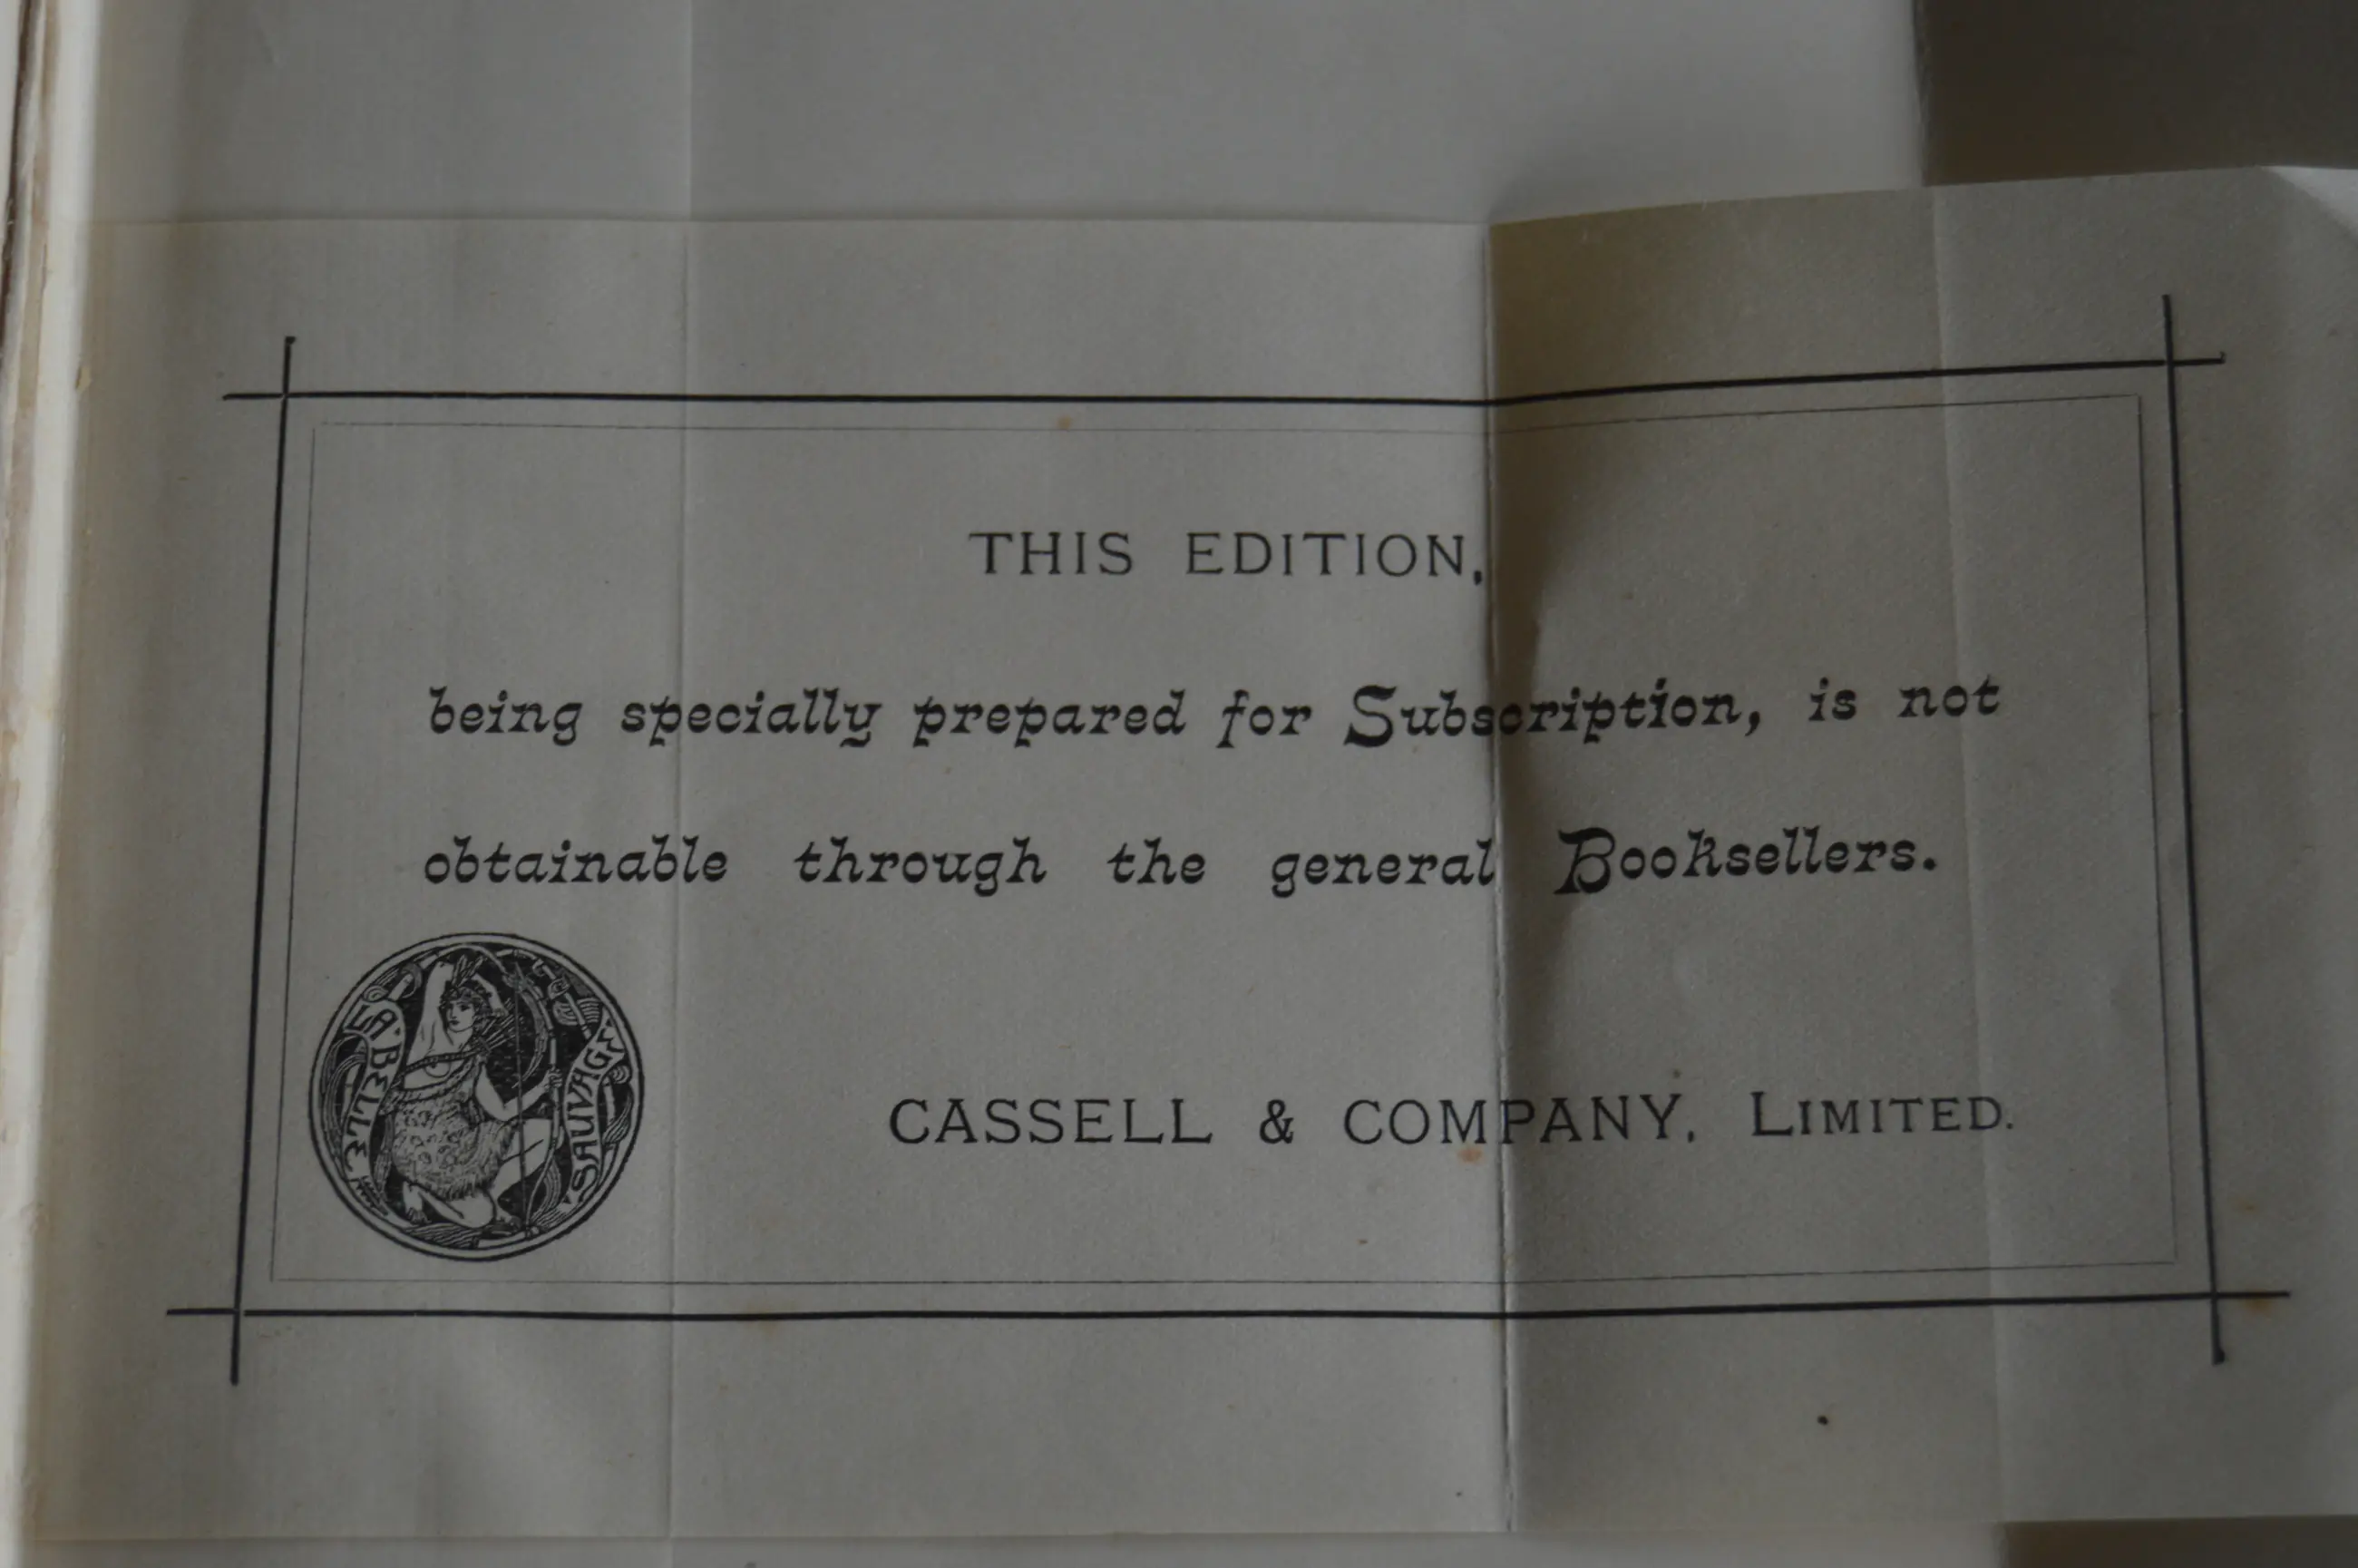 THIS EDITION,
being specially prepared for Subscription, is not
obtainable through the general Booksellers.
LA · BELLE
SAUVAGE
CASSELL & COMPANY, LIMITED.